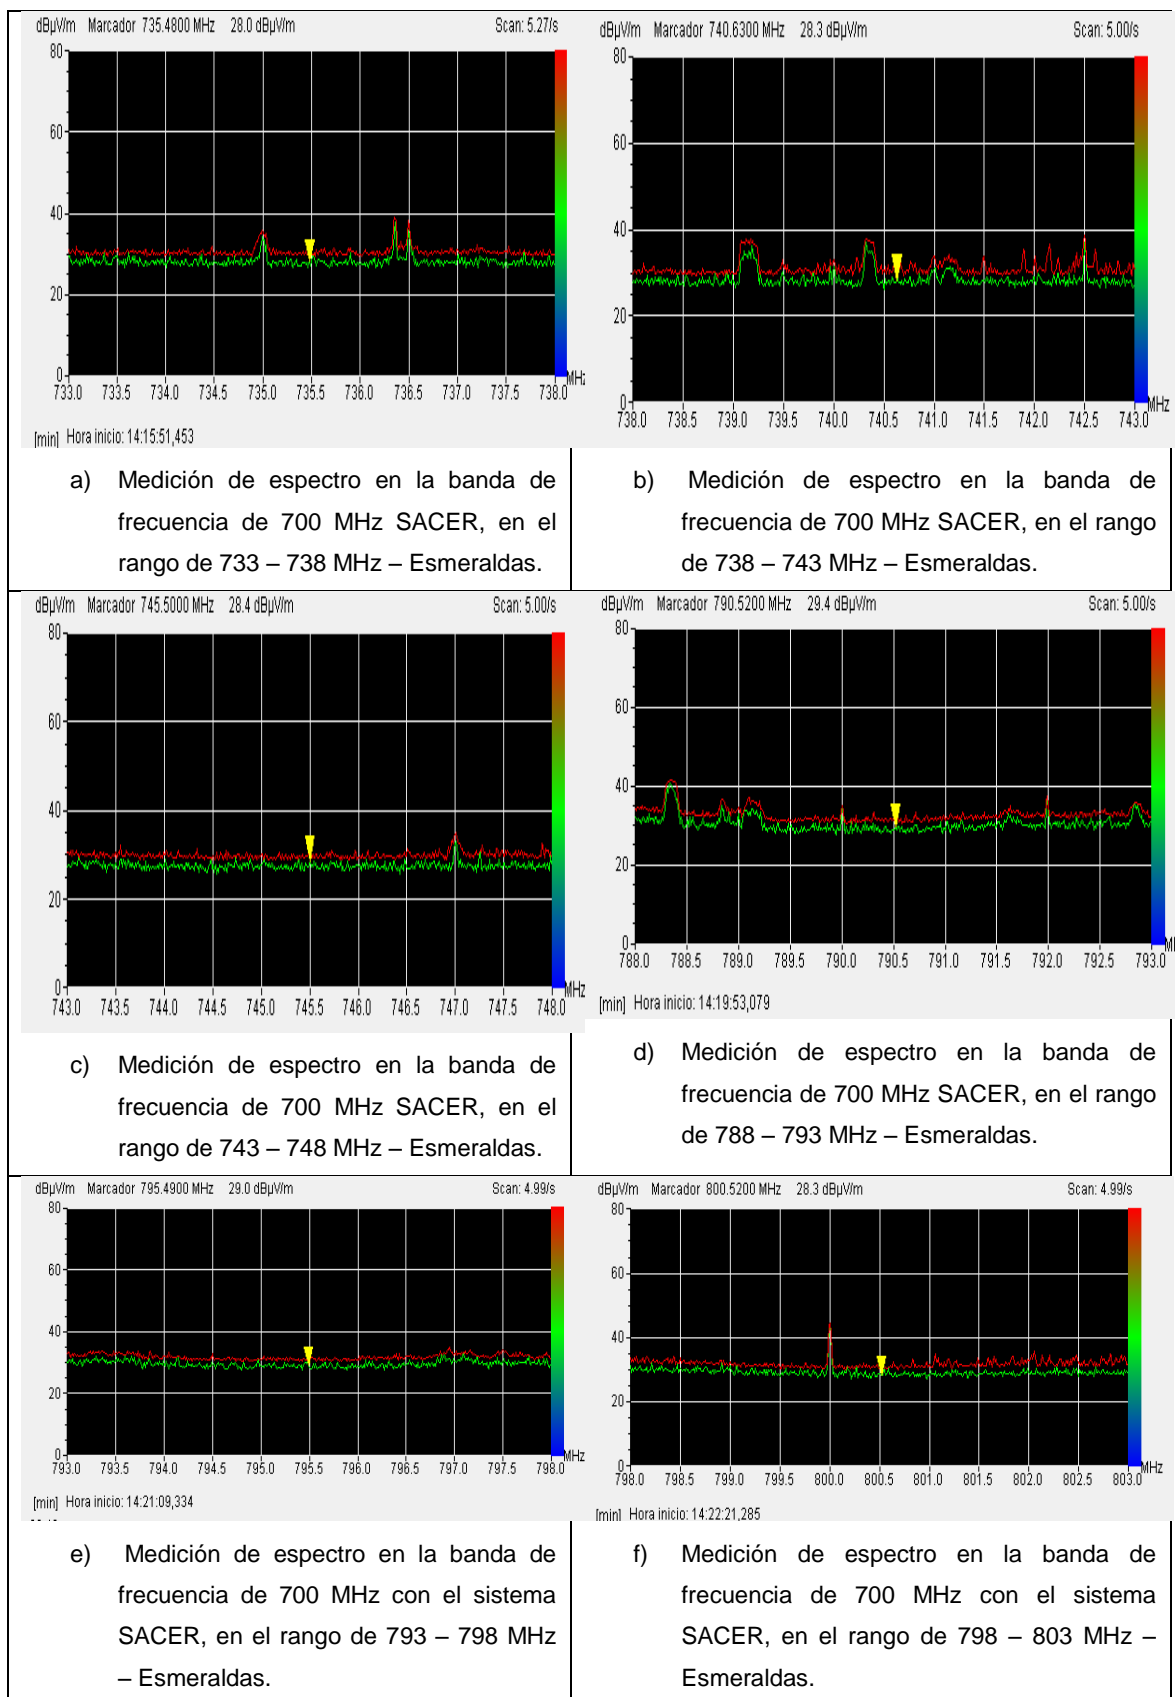 dBµV/m Marcador 735.4800 MHz 28.0 dBµV/m Scan: 5.27/s
80
60
40
20
0
733.0 733.5 734.0 734.5 735.0 735.5 736.0 736.5 737.0 737.5 738.0
MHz
[min] Hora inicio: 14:15:51,453
a) Medición de espectro en la banda de
frecuencia de 700 MHz SACER, en el
rango de 733 – 738 MHz – Esmeraldas.
dBµV/m Marcador 740.6300 MHz 28.3 dBµV/m Scan: 5.00/s
80
60
40
20
0
738.0 738.5 739.0 739.5 740.0 740.5 741.0 741.5 742.0 742.5 743.0
MHz
b) Medición de espectro en la banda de
frecuencia de 700 MHz SACER, en el rango
de 738 – 743 MHz – Esmeraldas.
dBµV/m Marcador 745.5000 MHz 28.4 dBµV/m Scan: 5.00/s
80
60
40
20
0
743.0 743.5 744.0 744.5 745.0 745.5 746.0 746.5 747.0 747.5 748.0
MHz
c) Medición de espectro en la banda de
frecuencia de 700 MHz SACER, en el
rango de 743 – 748 MHz – Esmeraldas.
dBµV/m Marcador 790.5200 MHz 29.4 dBµV/m Scan: 5.00/s
80
60
40
20
0
788.0 788.5 789.0 789.5 790.0 790.5 791.0 791.5 792.0 792.5 793.0
[min] Hora inicio: 14:19:53,079
d) Medición de espectro en la banda de
frecuencia de 700 MHz SACER, en el rango
de 788 – 793 MHz – Esmeraldas.
dBµV/m Marcador 795.4900 MHz 29.0 dBµV/m Scan: 4.99/s
80
60
40
20
0
793.0 793.5 794.0 794.5 795.0 795.5 796.0 796.5 797.0 797.5 798.0
MHz
[min] Hora inicio: 14:21:09,334
e) Medición de espectro en la banda de
frecuencia de 700 MHz con el sistema
SACER, en el rango de 793 – 798 MHz
– Esmeraldas.
dBµV/m Marcador 800.5200 MHz 28.3 dBµV/m Scan: 4.99/s
80
60
40
20
0
798.0 798.5 799.0 799.5 800.0 800.5 801.0 801.5 802.0 802.5 803.0
MHz
[min] Hora inicio: 14:22:21,285
f) Medición de espectro en la banda de
frecuencia de 700 MHz con el sistema
SACER, en el rango de 798 – 803 MHz –
Esmeraldas.